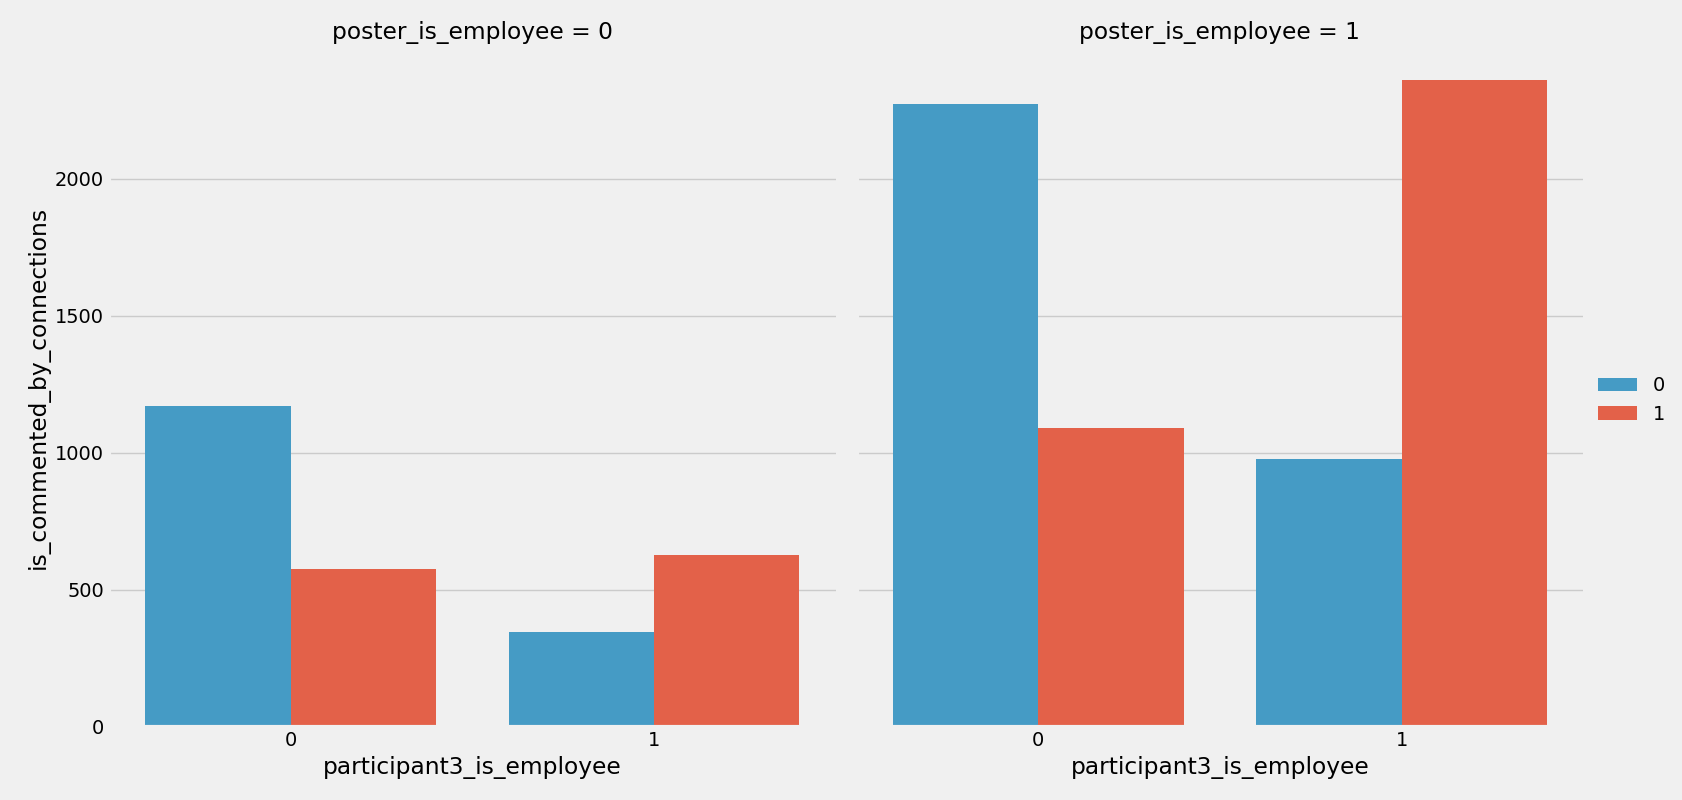 poster_is_employee = 0
poster_is_employee = 1
is_commented_by_connections
2000
1500
1000
500
0
0
1
0
1
participant3_is_employee
participant3_is_employee
0
1